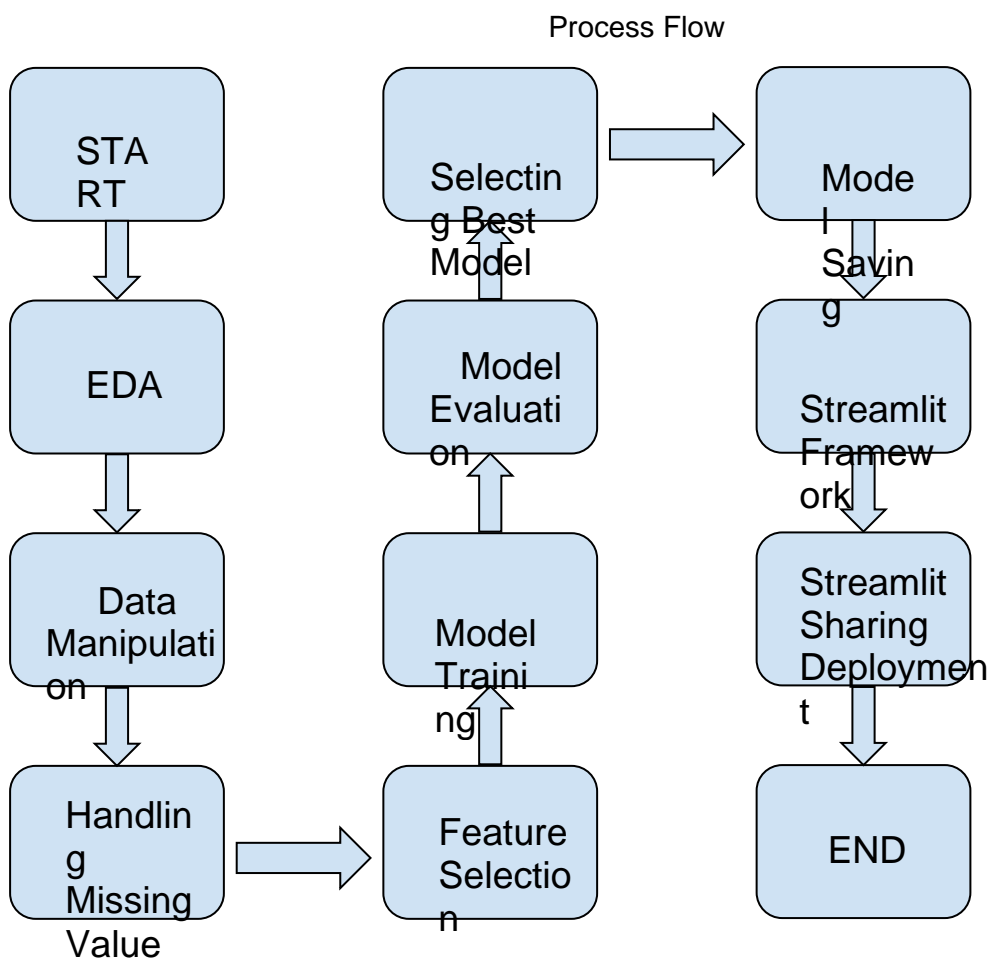 Process Flow
STA
RT
EDA
Data
Manipulati
on
Handlin
g
Missing
Value
Feature
Selectio
n
Model
Traini
ng
Model
Evaluati
on
Selectin
g Best
Model
Mode
l
Savin
g
Streamlit
Framew
ork
Streamlit
Sharing
Deploymen
t
END